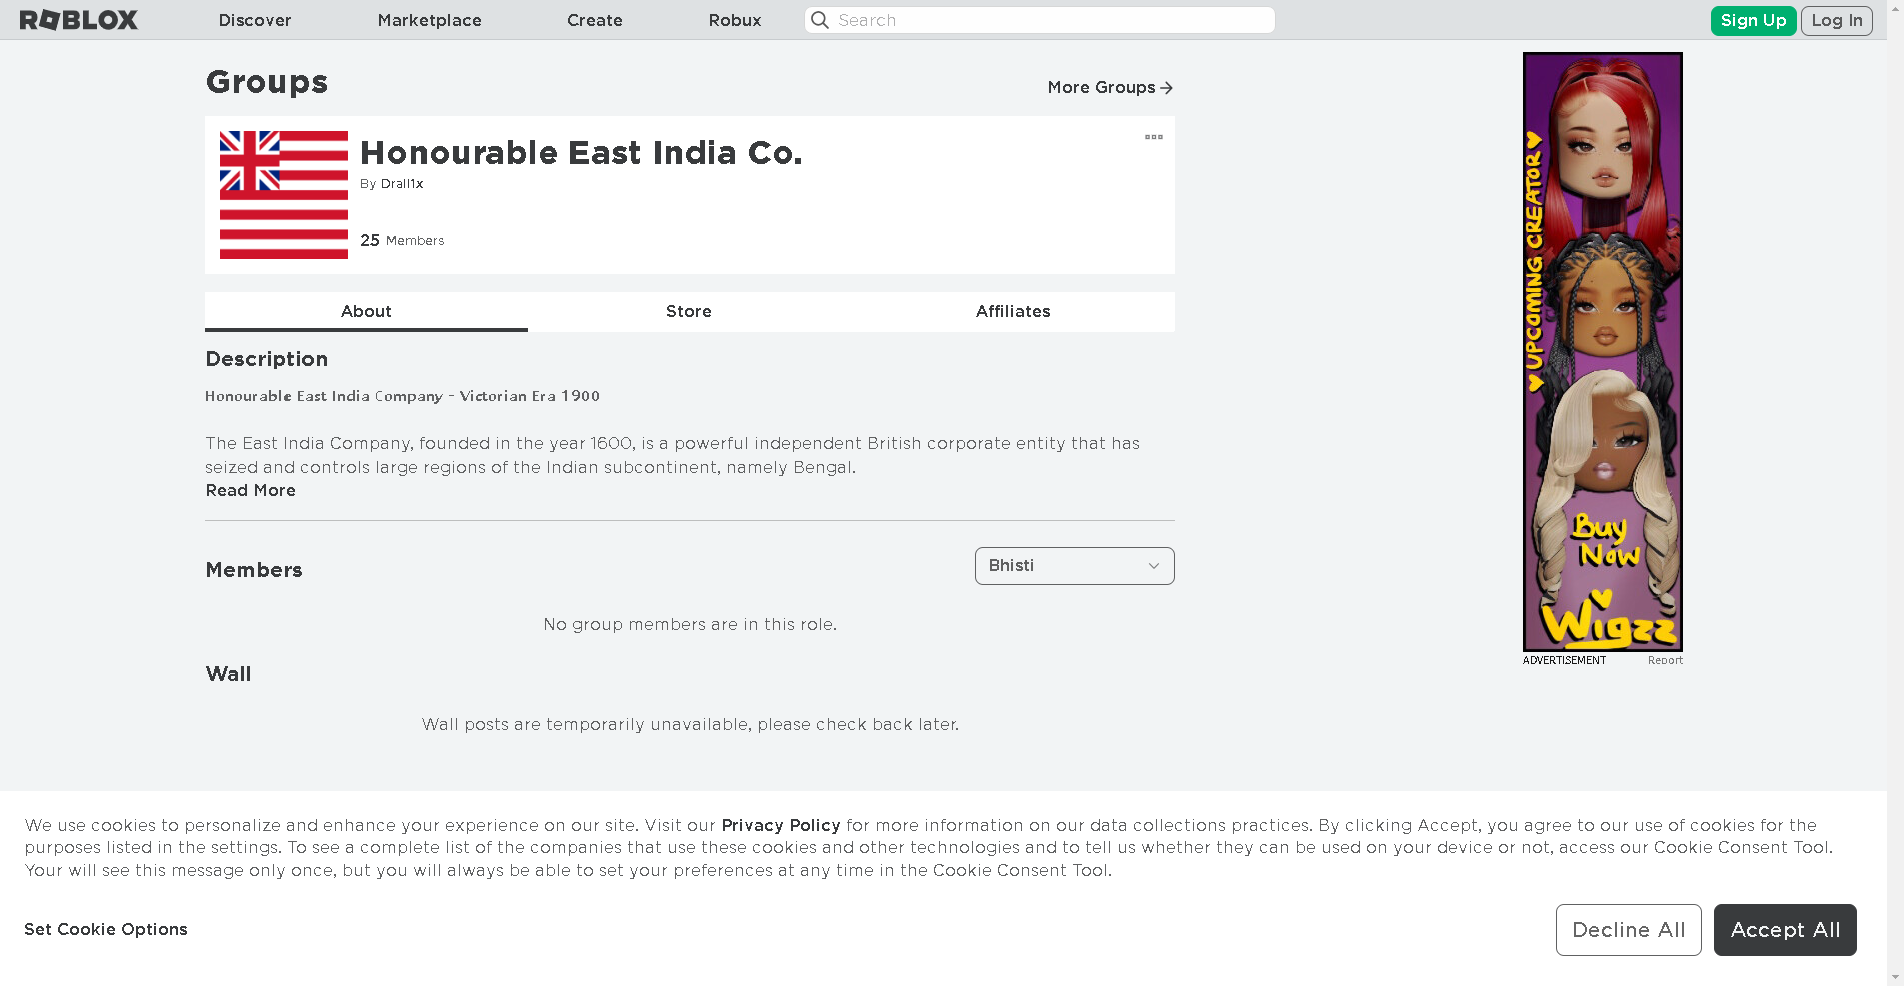 ROBLOX Discover Marketplace Create Robux Search Sign Up Log In
Groups
More Groups
Honourable East India Co.
By Drall1x
25 Members
About Store Affiliates
Description
Honourable East India Company - Victorian Era 1900
The East India Company, founded in the year 1600, is a powerful independent British corporate entity that has
seized and controls large regions of the Indian subcontinent, namely Bengal.
Read More
Members
Bhisti
No group members are in this role.
Wall
Wall posts are temporarily unavailable, please check back later.
UPCOMING CREATOR
Buy
Now
Wigzz
ADVERTISEMENT Report
We use cookies to personalize and enhance your experience on our site. Visit our Privacy Policy for more information on our data collections practices. By clicking Accept, you agree to our use of cookies for the
purposes listed in the settings. To see a complete list of the companies that use these cookies and other technologies and to tell us whether they can be used on your device or not, access our Cookie Consent Tool.
Your will see this message only once, but you will always be able to set your preferences at any time in the Cookie Consent Tool.
Set Cookie Options
Decline All
Accept All